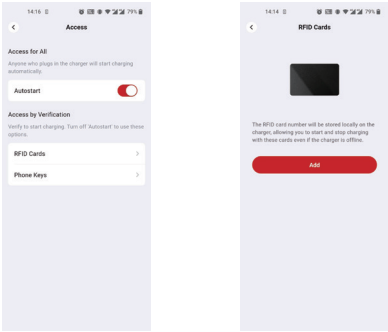 14:16
79%
Access
Access for All
Anyone who plugs in the charger will start charging
automatically.
Autostart
Access by Verification
Verify to start charging. Turn off 'Autostart' to use these
options.
RFID Cards
Phone Keys
14:14
79%
RFID Cards
The RFID card number will be stored locally on the
charger, allowing you to start and stop charging
with these cards even if the charger is offline.
Add